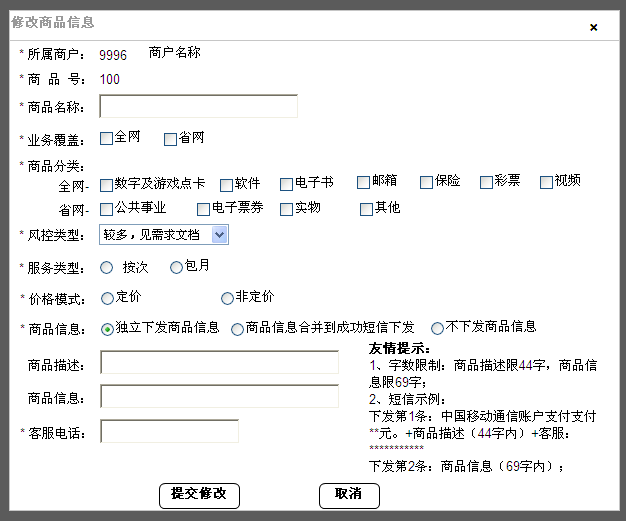 修改商品信息
×
* 所属商户： 9996 商户名称
* 商 品 号： 100
* 商品名称：
* 业务覆盖： 全网 省网
* 商品分类：
全网- 数字及游戏点卡 软件 电子书 邮箱 保险 彩票 视频
省网- 公共事业 电子票券 实物 其他
* 风控类型： 较多，见需求文档
* 服务类型： 按次 包月
* 价格模式： 定价 非定价
* 商品信息： 独立下发商品信息 商品信息合并到成功短信下发 不下发商品信息
商品描述：
商品信息：
* 客服电话：
友情提示：
1、字数限制：商品描述限44字，商品信
息限69字；
2、短信示例：
下发第1条：中国移动通信账户支付支付
**元。+商品描述（44字内）+客服：
***********
下发第2条：商品信息（69字内）；
提交修改 取消